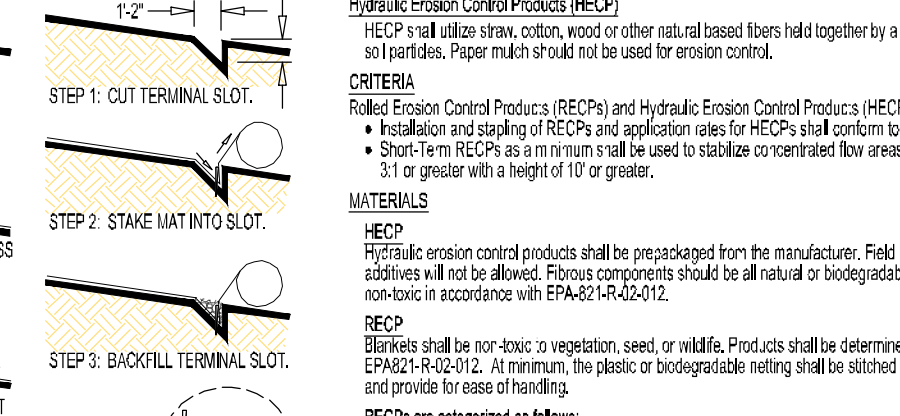 1'-2"
STEP 1: CUT TERMINAL SLOT.
STEP 2: STAKE MAT INTO SLOT.
SS
STEP 3: BACKFILL TERMINAL SLOT.
T
Hydraulic Erosion Control Products (HECP)
HECP shall utilize straw, cotton, wood or other natural based fibers held together by a
soil particles. Paper mulch should not be used for erosion control.
CRITERIA
Rolled Erosion Control Products (RECPs) and Hydraulic Erosion Control Products (HECP
• Installation and stapling of RECPs and application rates for HECPs shall conform to
• Short-Term RECPs as a minimum shall be used to stabilize concentrated flow areas
3:1 or greater with a height of 10' or greater.
MATERIALS
HECP
Hydraulic erosion control products shall be prepackaged from the manufacturer. Field
additives will not be allowed. Fibrous components should be all natural or biodegradab
non-toxic in accordance with EPA-821-R-02-012.
RECP
Blankets shall be non-toxic to vegetation, seed, or wildlife. Products shall be determine
EPA821-R-02-012. At minimum, the plastic or biodegradable netting shall be stitched
and provide for ease of handling.
RECPs are categorized as follows: